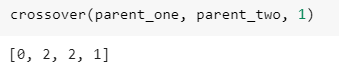 crossover(parent_one, parent_two, 1)
[0, 2, 2, 1]